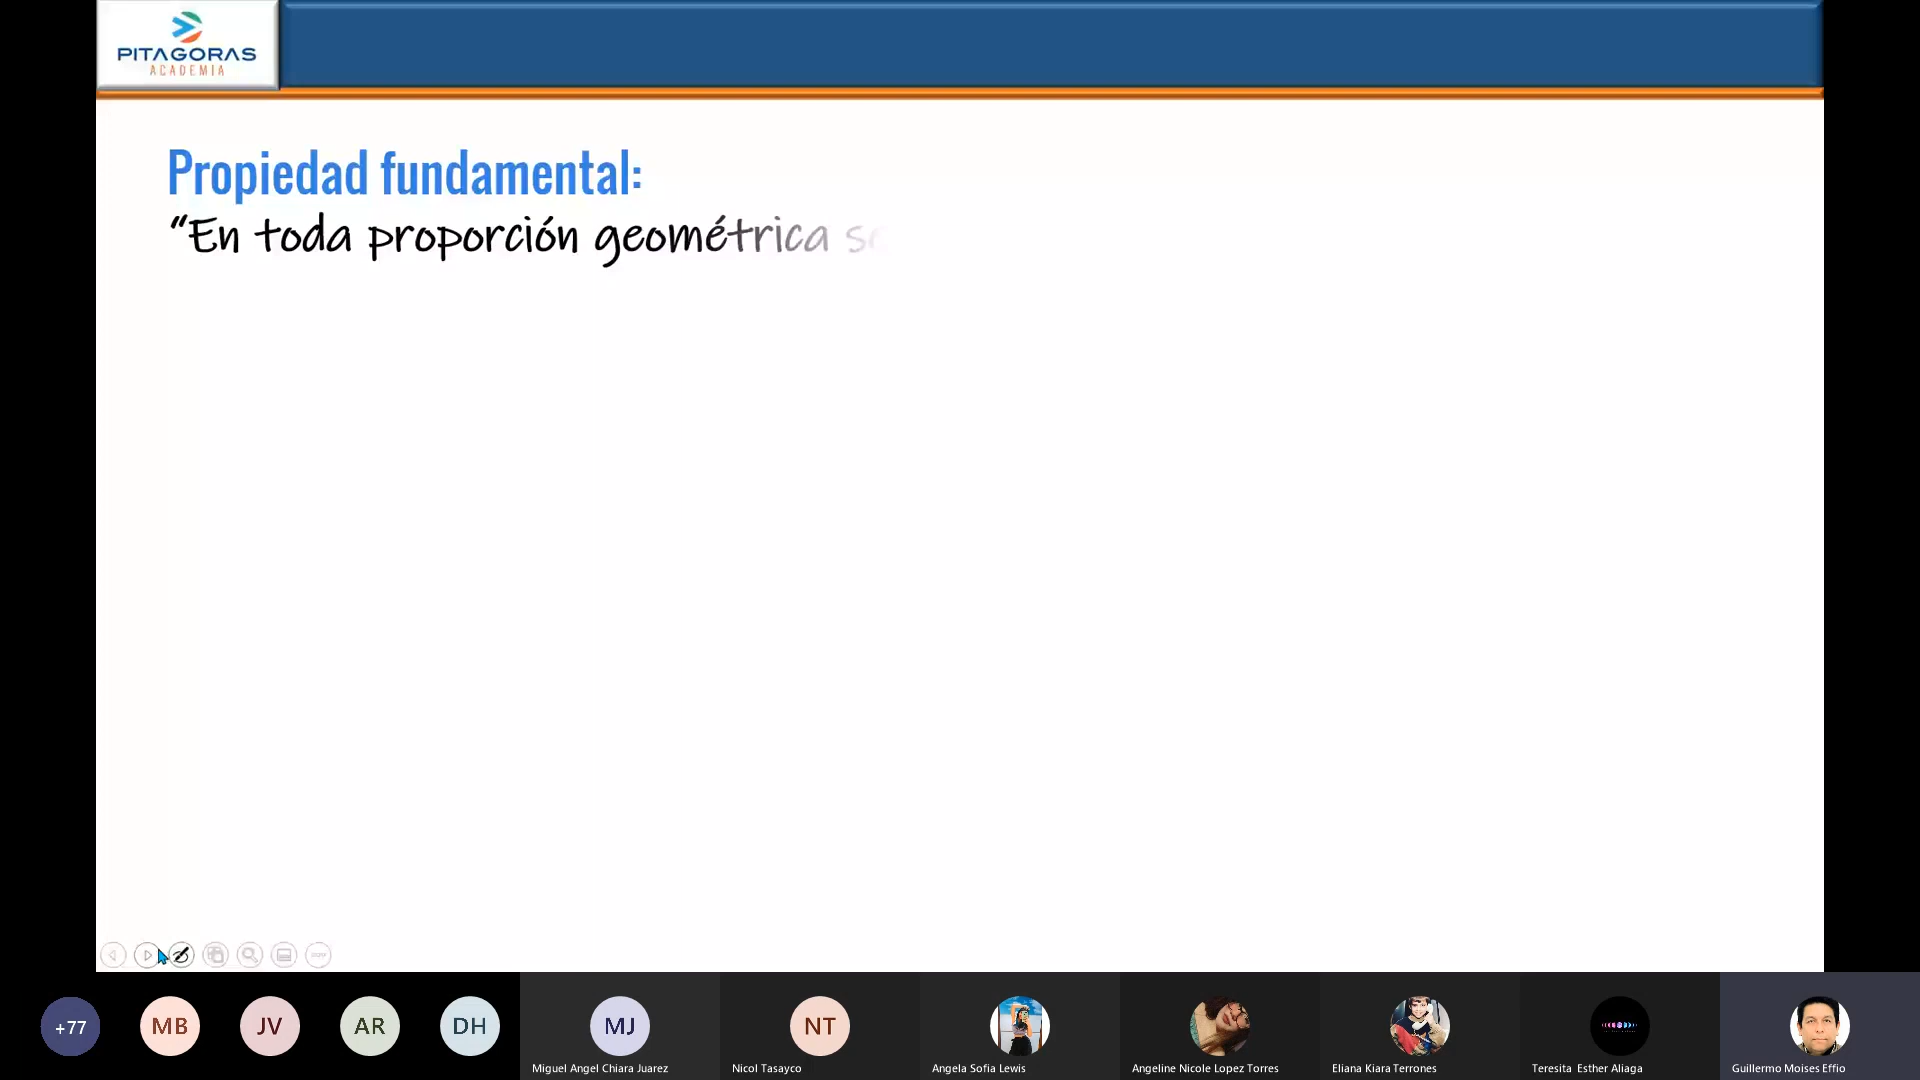 PITAGORAS
ACADEMIA
Propiedad fundamental:
“En toda proporción geométrica se
+77
MB
JV
AR
DH
MJ
NT
Miguel Angel Chiara Juarez
Nicol Tasayco
Angela Sofia Lewis
Angeline Nicole Lopez Torres
Eliana Kiara Terrones
Teresita Esther Aliaga
Guillermo Moises Effio